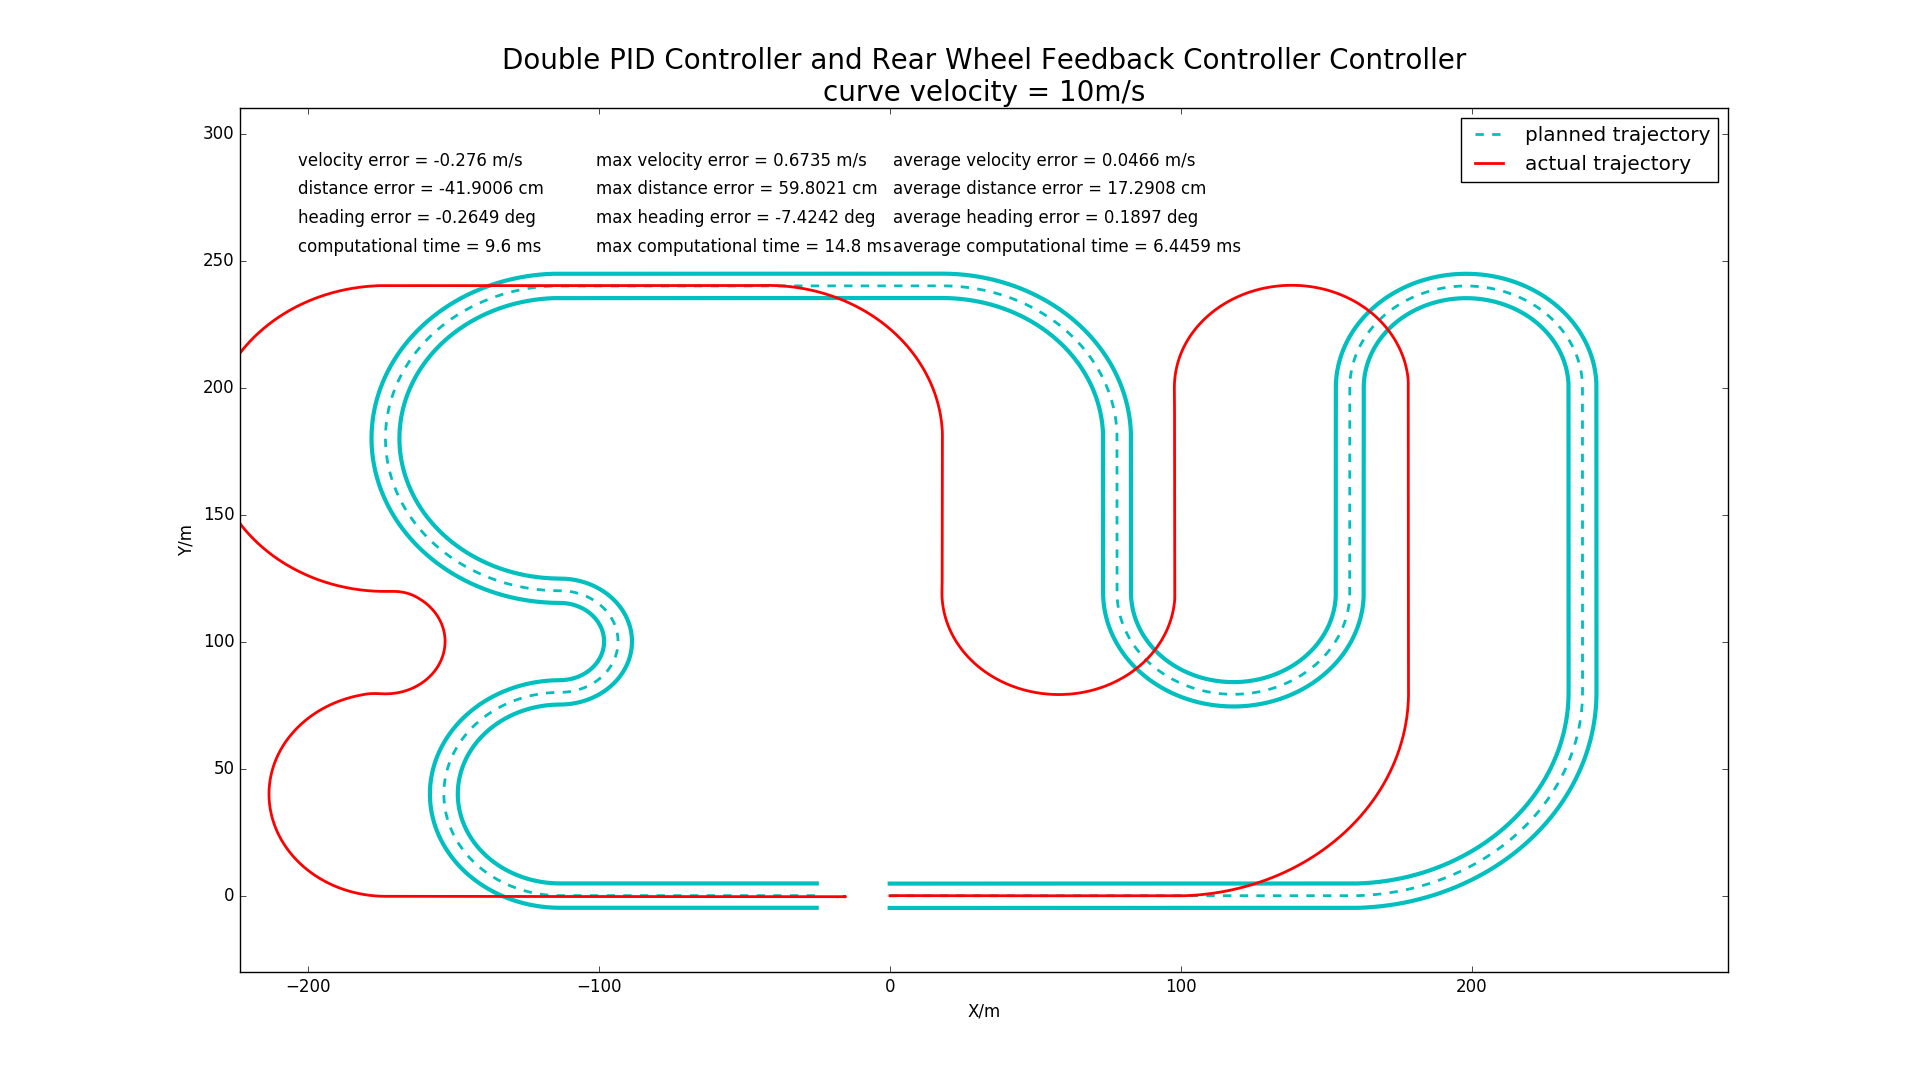 Double PID Controller and Rear Wheel Feedback Controller Controller
curve velocity = 10m/s
planned trajectory
actual trajectory
velocity error = -0.276 m/s
distance error = -41.9006 cm
heading error = -0.2649 deg
computational time = 9.6 ms
max velocity error = 0.6735 m/s
max distance error = 59.8021 cm
max heading error = -7.4242 deg
max computational time = 14.8 ms
average velocity error = 0.0466 m/s
average distance error = 17.2908 cm
average heading error = 0.1897 deg
average computational time = 6.4459 ms
300
250
200
150
100
50
0
Y/m
−200
−100
0
100
200
X/m